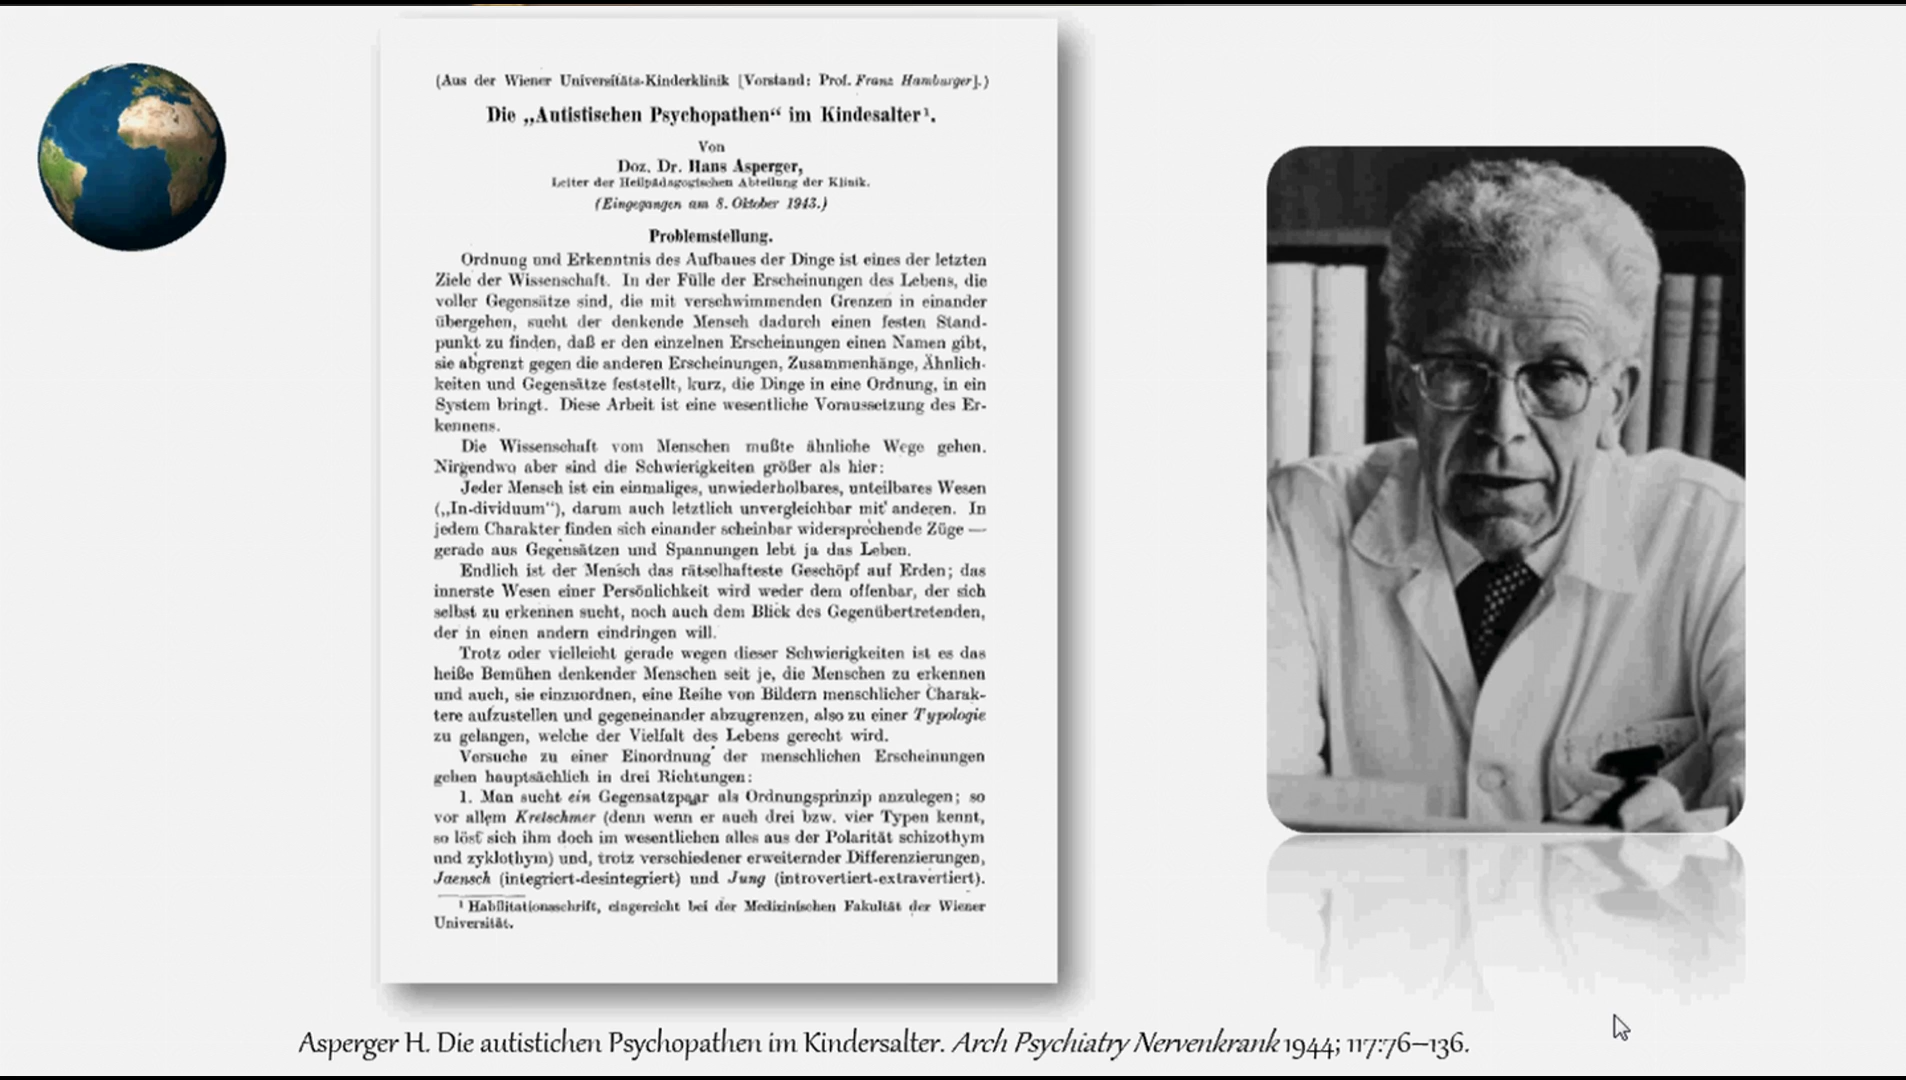 (Aus der Wiener Universitäts-Kinderklinik [Vorstand: Prof. Franz Hamburger].)
Die „Autistischen Psychopathen“ im Kindesalter¹.
Von
Doz. Dr. Hans Asperger,
Leiter der Heilpädagogischen Abteilung der Klinik.
(Eingegangen am 8. Oktober 1943.)
Problemstellung.
Ordnung und Erkenntnis des Aufbaues der Dinge ist eines der letzten
Ziele der Wissenschaft. In der Fülle der Erscheinungen des Lebens, die
voller Gegensätze sind, die mit verschwimmenden Grenzen in einander
übergehen, sucht der denkende Mensch dadurch einen festen Stand-
punkt zu finden, daß er den einzelnen Erscheinungen einen Namen gibt,
sie abgrenzt gegen die anderen Erscheinungen, Zusammenhänge, Ähnlich-
keiten und Gegensätze feststellt, kurz, die Dinge in eine Ordnung, in ein
System bringt. Diese Arbeit ist eine wesentliche Voraussetzung des Er-
kennens.
Die Wissenschaft vom Menschen mußte ähnliche Wege gehen.
Nirgendwo aber sind die Schwierigkeiten größer als hier:
Jeder Mensch ist ein einmaliges, unwiederholbares, unteilbares Wesen
(„In-dividuum“), darum auch letztlich unvergleichbar mit anderen. In
jedem Charakter finden sich einander scheinbar widersprechende Züge —
gerade aus Gegensätzen und Spannungen lebt ja das Leben.
Endlich ist der Mensch das rätselhafteste Geschöpf auf Erden; das
innerste Wesen einer Persönlichkeit wird weder dem offenbar, der sich
selbst zu erkennen sucht, noch auch dem Blick des Gegenübertretenden,
der in einen andern eindringen will.
Trotz oder vielleicht gerade wegen dieser Schwierigkeiten ist es das
heiße Bemühen denkender Menschen seit je, die Menschen zu erkennen
und auch, sie einzuordnen, eine Reihe von Bildern menschlicher Charak-
tere aufzustellen und gegeneinander abzugrenzen, also zu einer Typologie
zu gelangen, welche der Vielfalt des Lebens gerecht wird.
Versuche zu einer Einordnung der menschlichen Erscheinungen
gehen hauptsächlich in drei Richtungen:
1. Man sucht ein Gegensatzpaar als Ordnungsprinzip anzulegen; so
vor allem Kretschmer (denn wenn er auch drei bzw. vier Typen kennt,
so löst sich ihm doch im wesentlichen alles aus der Polarität schizothym
und zyklothym) und, trotz verschiedener erweiternder Differenzierungen,
Jaensch (integriert-desintegriert) und Jung (introvertiert-extravertiert).
¹ Habilitationsschrift, eingereicht bei der Medizinischen Fakultät der Wiener
Universität.
Asperger H. Die autistichen Psychopathen im Kindersalter. Arch Psychiatry Nervenkrank 1944; 117:76–136.